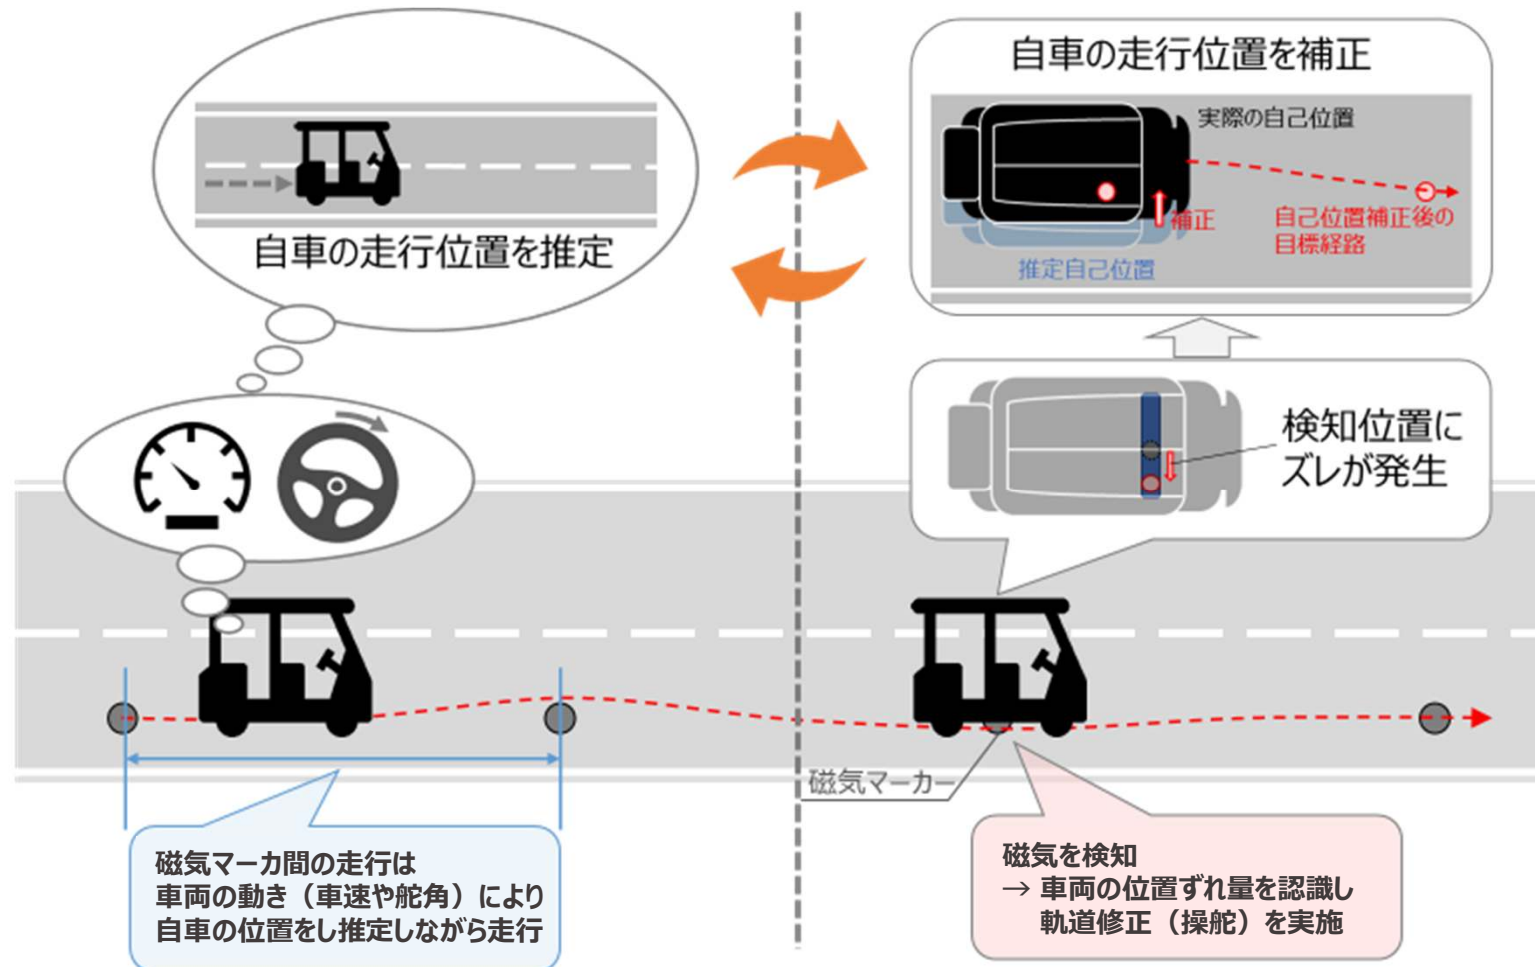 自車の走行位置を推定
自車の走行位置を補正
実際の自己位置
補正
自己位置補正後の
目標経路
推定自己位置
検知位置に
ズレが発生
磁気マーカー
磁気マーカ間の走行は
車両の動き（車速や舵角）により
自車の位置をし推定しながら走行
磁気を検知
→ 車両の位置ずれ量を認識し
軌道修正（操舵）を実施